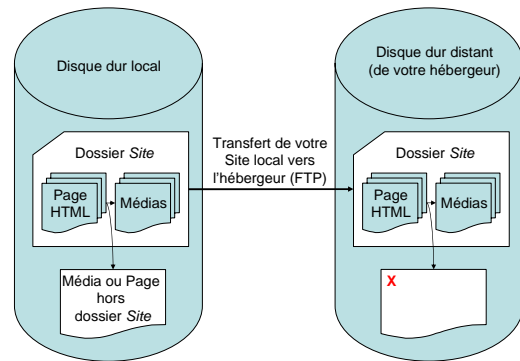 Disque dur local
Disque dur distant
(de votre hébergeur)
Transfert de votre
Site local vers
l'hébergeur (FTP)
Dossier Site
Page
HTML
Médias
Média ou Page
hors
dossier Site
Dossier Site
Page
HTML
Médias
X